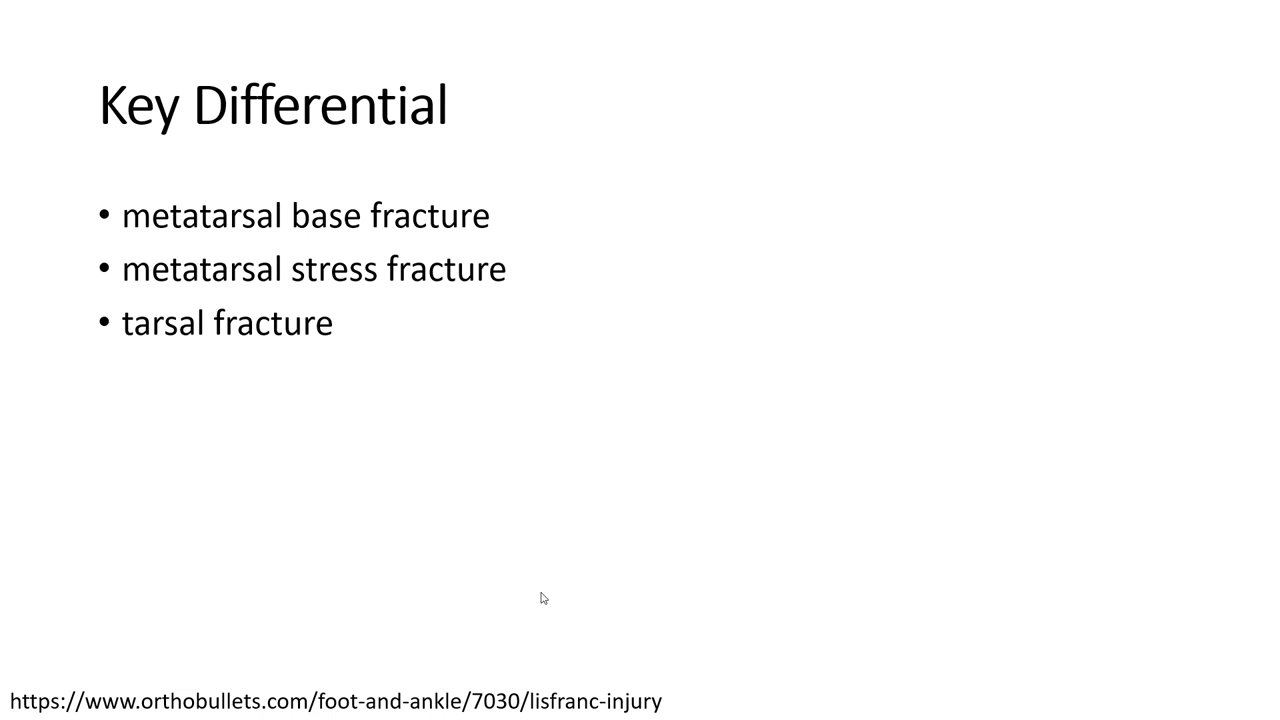 Key Differential
• metatarsal base fracture
• metatarsal stress fracture
• tarsal fracture
https://www.orthobullets.com/foot-and-ankle/7030/lisfranc-injury